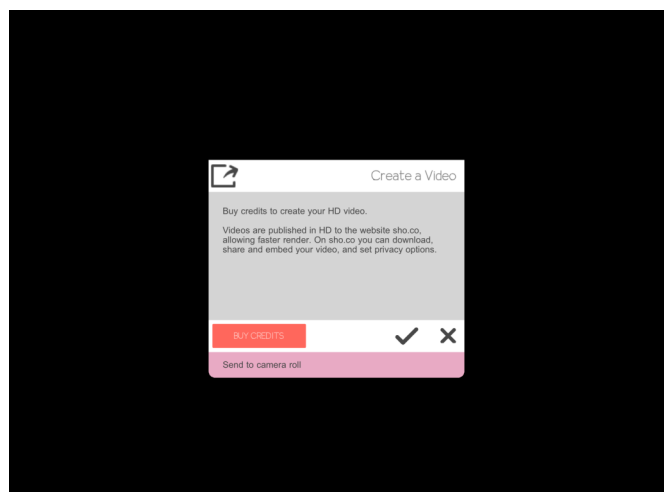 Create a Video
Buy credits to create your HD video.
Videos are published in HD to the website sho.co,
allowing faster render. On sho.co you can download,
share and embed your video, and set privacy options.
BUY CREDITS
Send to camera roll